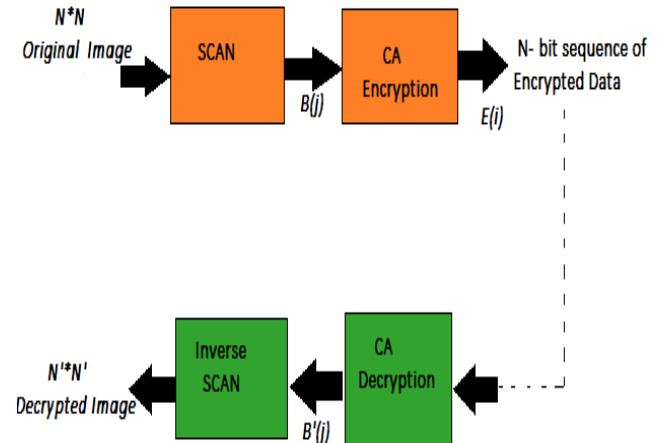 N*N
Original Image
SCAN
B(j)
CA
Encryption
E(i)
N- bit sequence of
Encrypted Data
N'*N'
Decrypted Image
Inverse
SCAN
B'(j)
CA
Decryption